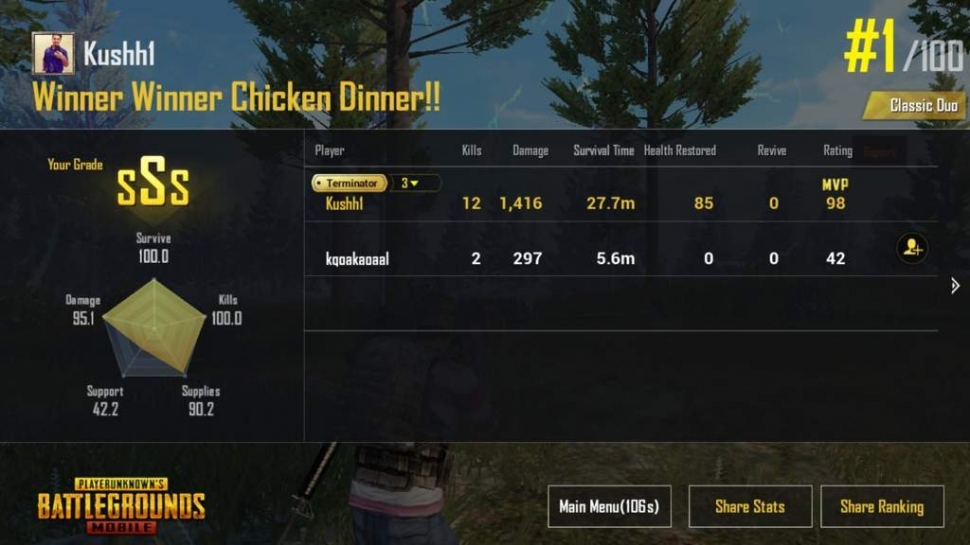 Kushh1
#1/100
Winner Winner Chicken Dinner!!
Classic Duo
Your Grade
SSS
Survive
100.0
Damage
95.1
Kills
100.0
Support
42.2
Supplies
90.2
Player Kills Damage Survival Time Health Restored Revive Rating
Terminator 3
MVP
Kushh1 12 1,416 27.7m 85 0 98
kqoakaoaal 2 297 5.6m 0 0 42
PLAYERUNKNOWN'S
BATTLEGROUNDS
MOBILE
Main Menu(106s)
Share Stats
Share Ranking